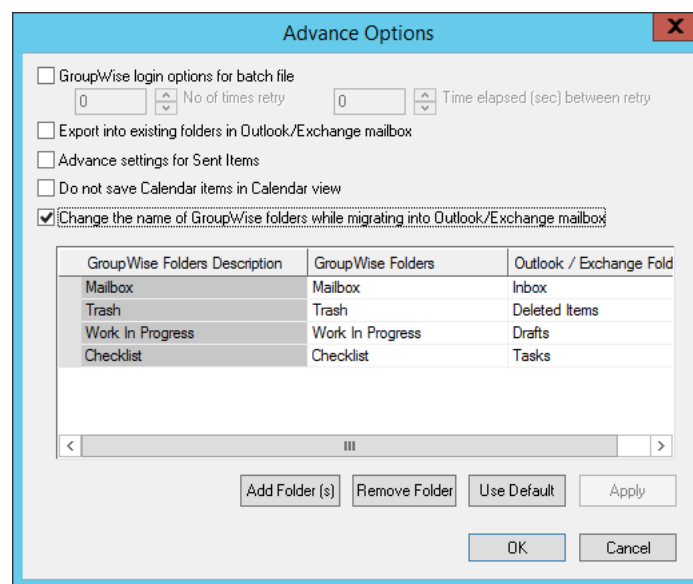 Advance Options
X
GroupWise login options for batch file
0 No of times retry 0 Time elapsed (sec) between retry
Export into existing folders in Outlook/Exchange mailbox
Advance settings for Sent Items
Do not save Calendar items in Calendar view
Change the name of GroupWise folders while migrating into Outlook/Exchange mailbox
GroupWise Folders Description GroupWise Folders Outlook / Exchange Fold
Mailbox Mailbox Inbox
Trash Trash Deleted Items
Work In Progress Work In Progress Drafts
Checklist Checklist Tasks
Add Folder (s) Remove Folder Use Default Apply
OK Cancel